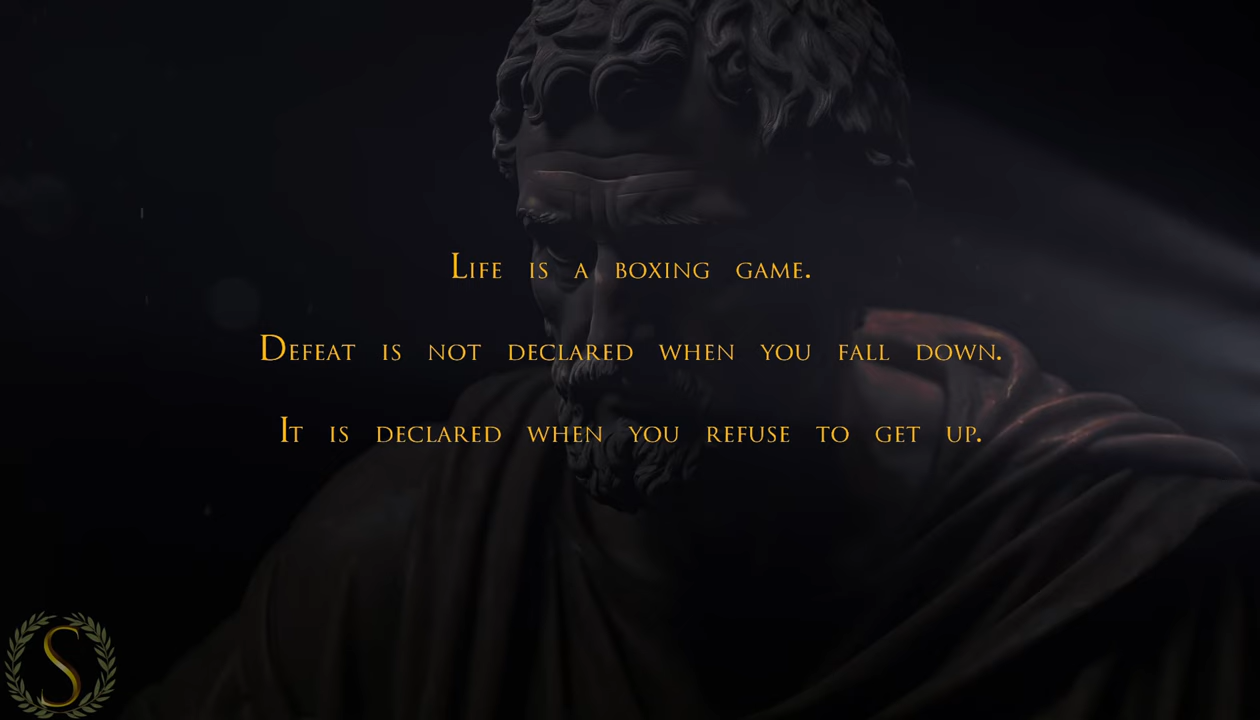 Life is a boxing game.
Defeat is not declared when you fall down.
It is declared when you refuse to get up.
S